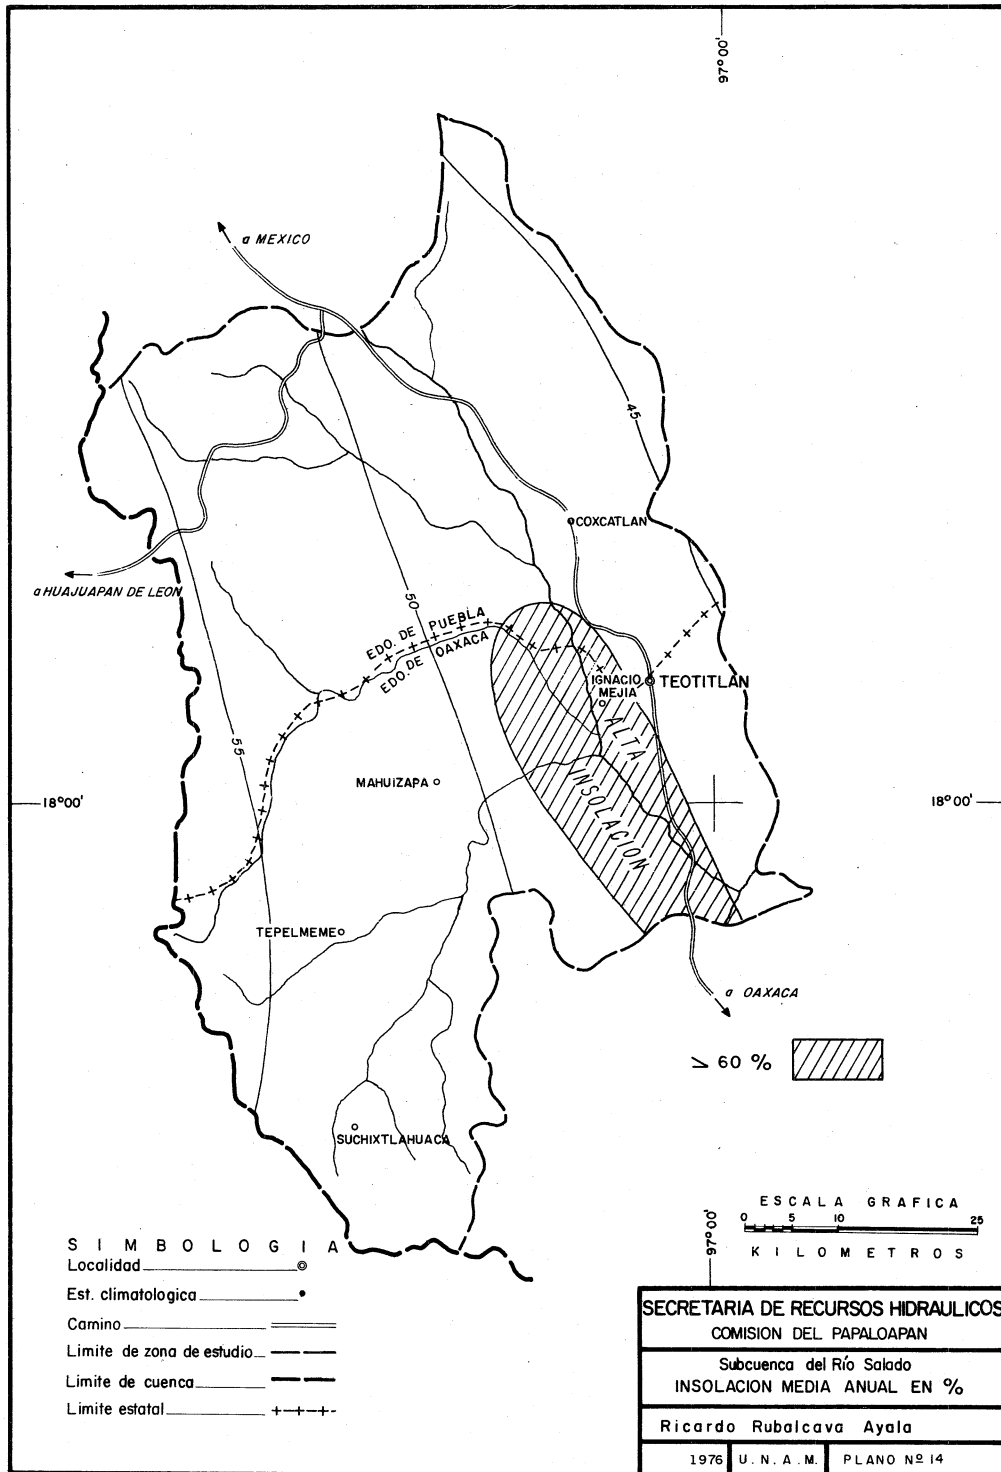 97°00'
a MEXICO
45
COXCATLAN
a HUAJUAPAN DE LEON
50
EDO. DE PUEBLA
EDO. DE OAXACA
IGNACIO
MEJIA
TEOTITLAN
ALTA
INSOLACION
55
MAHUIZAPA
18°00'
18°00'
TEPELMEME
a OAXACA
≥ 60 %
SUCHIXTLAHUACA
ESCALA GRAFICA
0 5 10 25
KILOMETROS
97°00'
SIMBOLOGIA
Localidad
Est. climatologica
Camino
Limite de zona de estudio
Limite de cuenca
Limite estatal
SECRETARIA DE RECURSOS HIDRAULICOS
COMISION DEL PAPALOAPAN
Subcuenca del Río Salado
INSOLACION MEDIA ANUAL EN %
Ricardo Rubalcava Ayala
1976 U.N.A.M. PLANO Nº 14